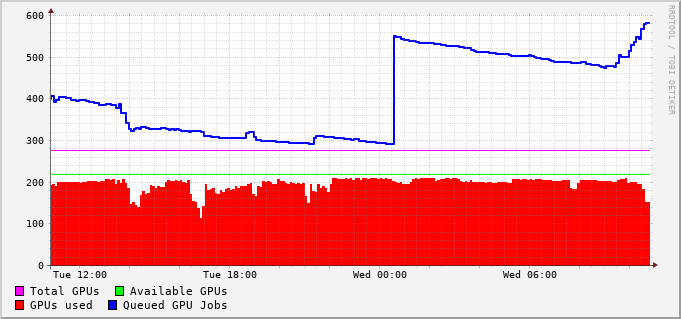 600
500
400
300
200
100
0
Tue 12:00 Tue 18:00 Wed 00:00 Wed 06:00
Total GPUs Available GPUs
GPUs used Queued GPU Jobs
RRDTOOL / TOBI OETIKER